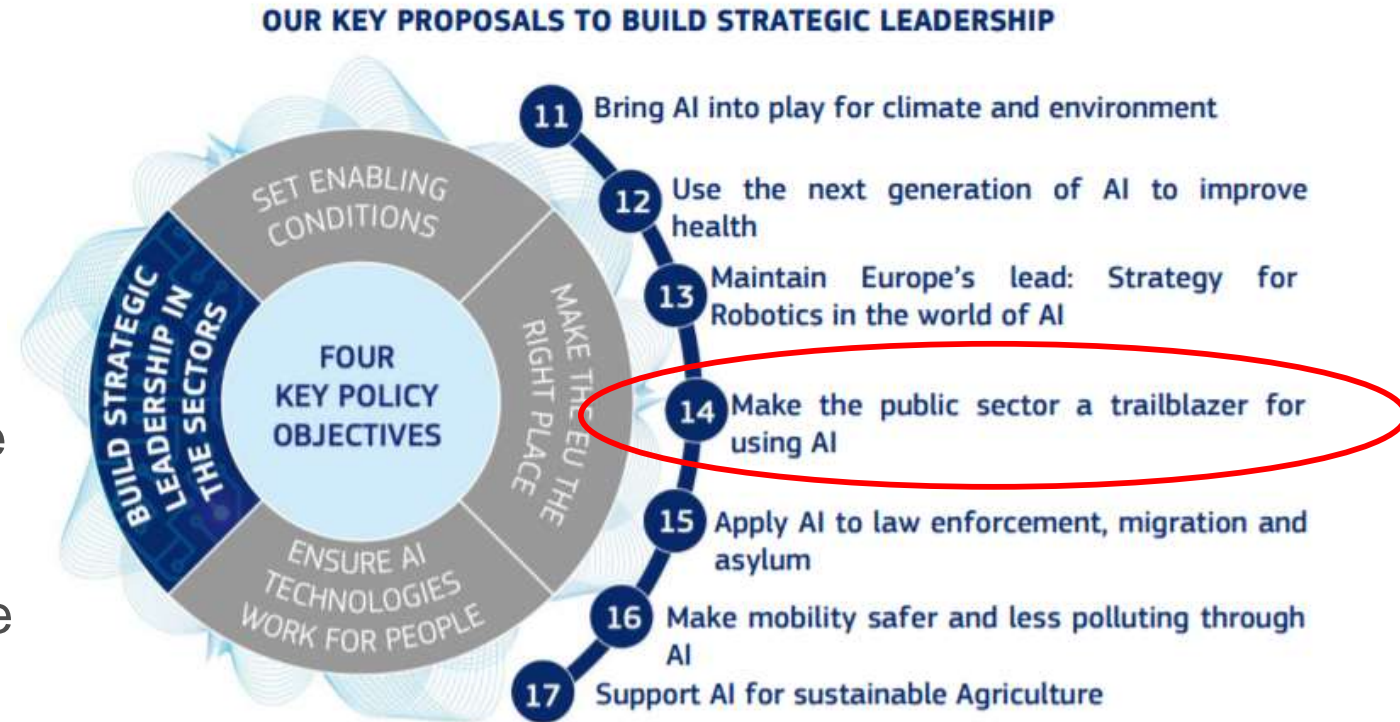 OUR KEY PROPOSALS TO BUILD STRATEGIC LEADERSHIP
SET ENABLING
CONDITIONS
MAKE THE EU THE
RIGHT PLACE
ENSURE AI
TECHNOLOGIES
WORK FOR PEOPLE
BUILD STRATEGIC
LEADERSHIP IN
THE SECTORS
FOUR
KEY POLICY
OBJECTIVES
11 Bring AI into play for climate and environment
12 Use the next generation of AI to improve
health
13 Maintain Europe's lead: Strategy for
Robotics in the world of AI
14 Make the public sector a trailblazer for
using AI
15 Apply AI to law enforcement, migration and
asylum
16 Make mobility safer and less polluting through
AI
17 Support AI for sustainable Agriculture
e
e